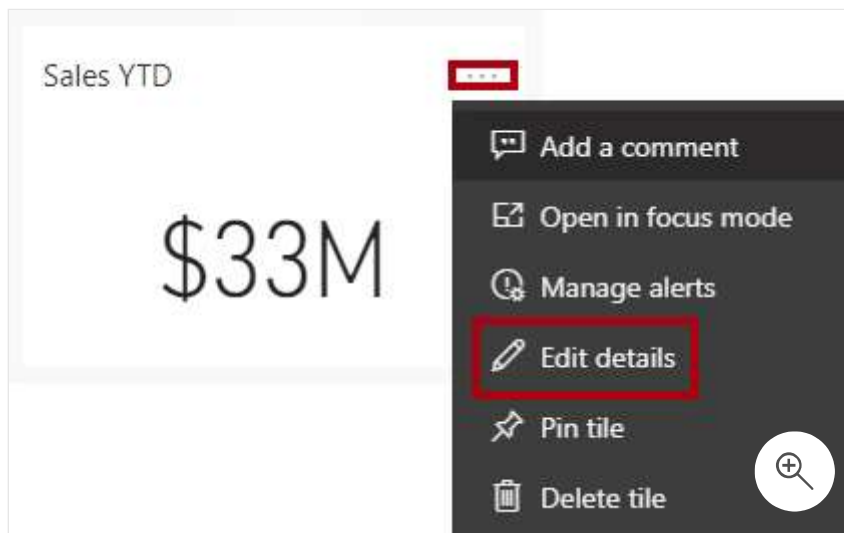 Sales YTD
$33M
Add a comment
Open in focus mode
Manage alerts
Edit details
Pin tile
Delete tile